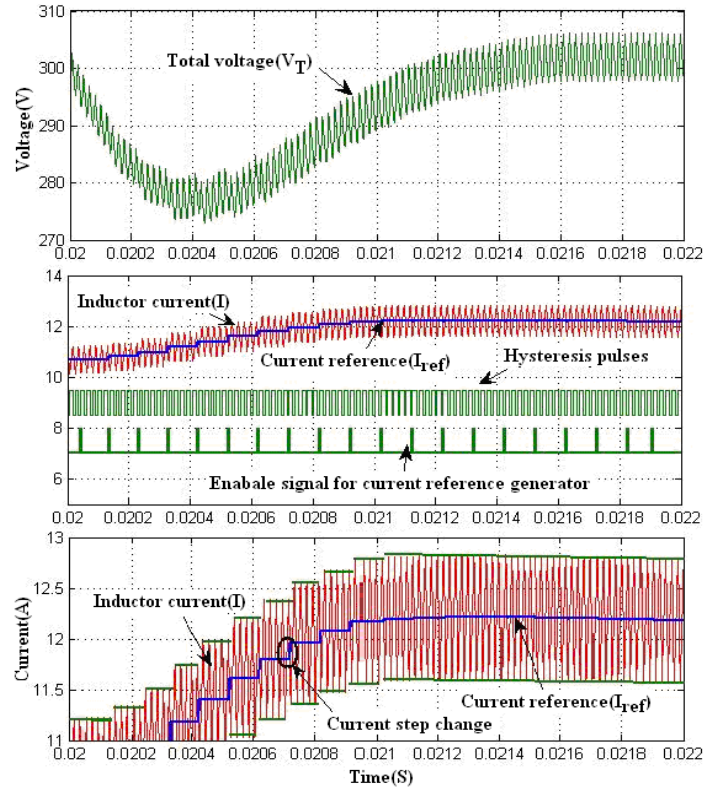 310
300
290
280
270
Voltage(V)
Total voltage(V_T)
0.02 0.0202 0.0204 0.0206 0.0208 0.021 0.0212 0.0214 0.0216 0.0218 0.022
14
12
10
8
6
Inductor current(I)
Current reference(I_ref)
Hysteresis pulses
Enabale signal for current reference generator
0.02 0.0202 0.0204 0.0206 0.0208 0.021 0.0212 0.0214 0.0216 0.0218 0.022
13
12.5
12
11.5
11
Current(A)
Inductor current(I)
Current reference(I_ref)
Current step change
0.02 0.0202 0.0204 0.0206 0.0208 0.021 0.0212 0.0214 0.0216 0.0218 0.022
Time(S)